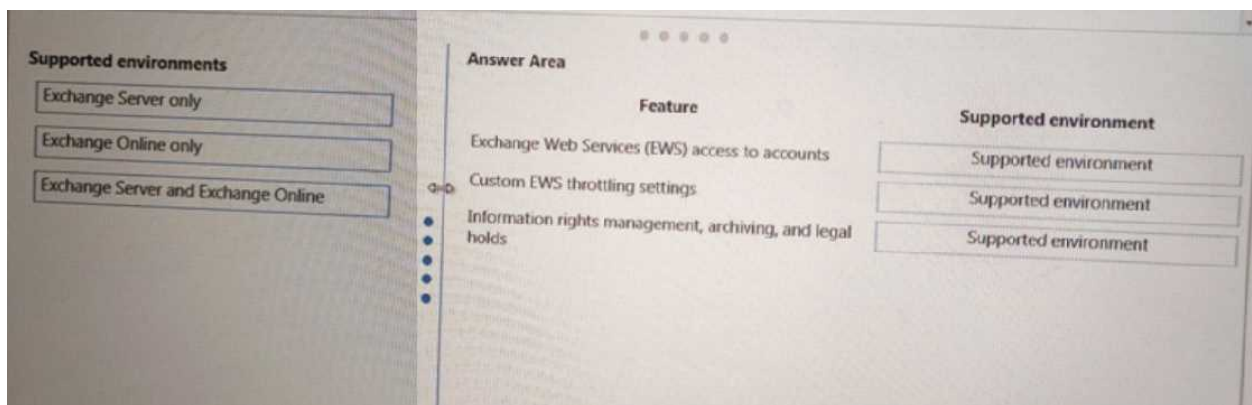 Supported environments
Exchange Server only
Exchange Online only
Exchange Server and Exchange Online
Answer Area
Feature
Supported environment
Exchange Web Services (EWS) access to accounts
Supported environment
Custom EWS throttling settings
Supported environment
Information rights management, archiving, and legal
holds
Supported environment